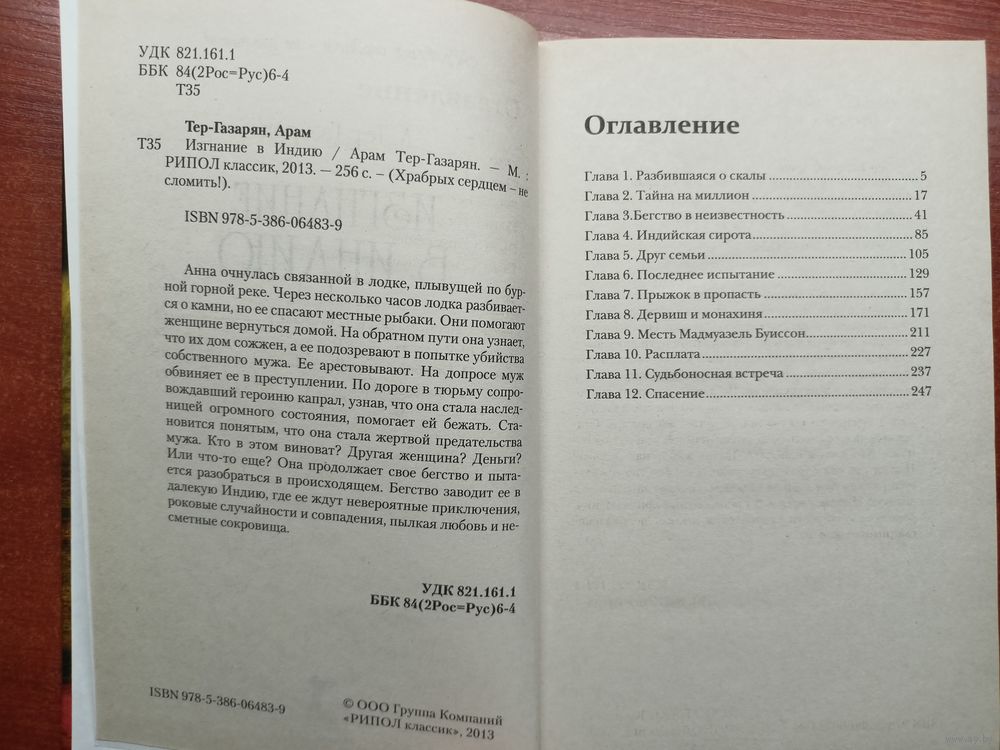 УДК 821.161.1
ББК 84(2Рос=Рус)6-4
Т35
Тер-Газарян, Арам
Т35 Изгнание в Индию / Арам Тер-Газарян. — М. :
РИПОЛ классик, 2013. — 256 с. – (Храбрых сердцем – не
сломить!).
ISBN 978-5-386-06483-9
Анна очнулась связанной в лодке, плывущей по бур-
ной горной реке. Через несколько часов лодка разбивает-
ся о камни, но ее спасают местные рыбаки. Они помогают
женщине вернуться домой. На обратном пути она узнает,
что их дом сожжен, а ее подозревают в попытке убийства
собственного мужа. Ее арестовывают. На допросе муж
обвиняет ее в преступлении. По дороге в тюрьму сопро-
вождавший героиню капрал, узнав, что она стала наслед-
ницей огромного состояния, помогает ей бежать. Ста-
новится понятым, что она стала жертвой предательства
мужа. Кто в этом виноват? Другая женщина? Деньги?
Или что-то еще? Она продолжает свое бегство и пыта-
ется разобраться в происходящем. Бегство заводит ее в
далекую Индию, где ее ждут невероятные приключения,
роковые случайности и совпадения, пылкая любовь и не-
сметные сокровища.
УДК 821.161.1
ББК 84(2Рос=Рус)6-4
ISBN 978-5-386-06483-9
© ООО Группа Компаний
«РИПОЛ классик», 2013
Оглавление
Глава 1. Разбившаяся о скалы ... 5
Глава 2. Тайна на миллион ... 17
Глава 3.Бегство в неизвестность ... 41
Глава 4. Индийская сирота ... 85
Глава 5. Друг семьи ... 105
Глава 6. Последнее испытание ... 129
Глава 7. Прыжок в пропасть ... 157
Глава 8. Дервиш и монахиня ... 171
Глава 9. Месть Мадмуазель Буиссон ... 211
Глава 10. Расплата ... 227
Глава 11. Судьбоносная встреча ... 237
Глава 12. Спасение ... 247